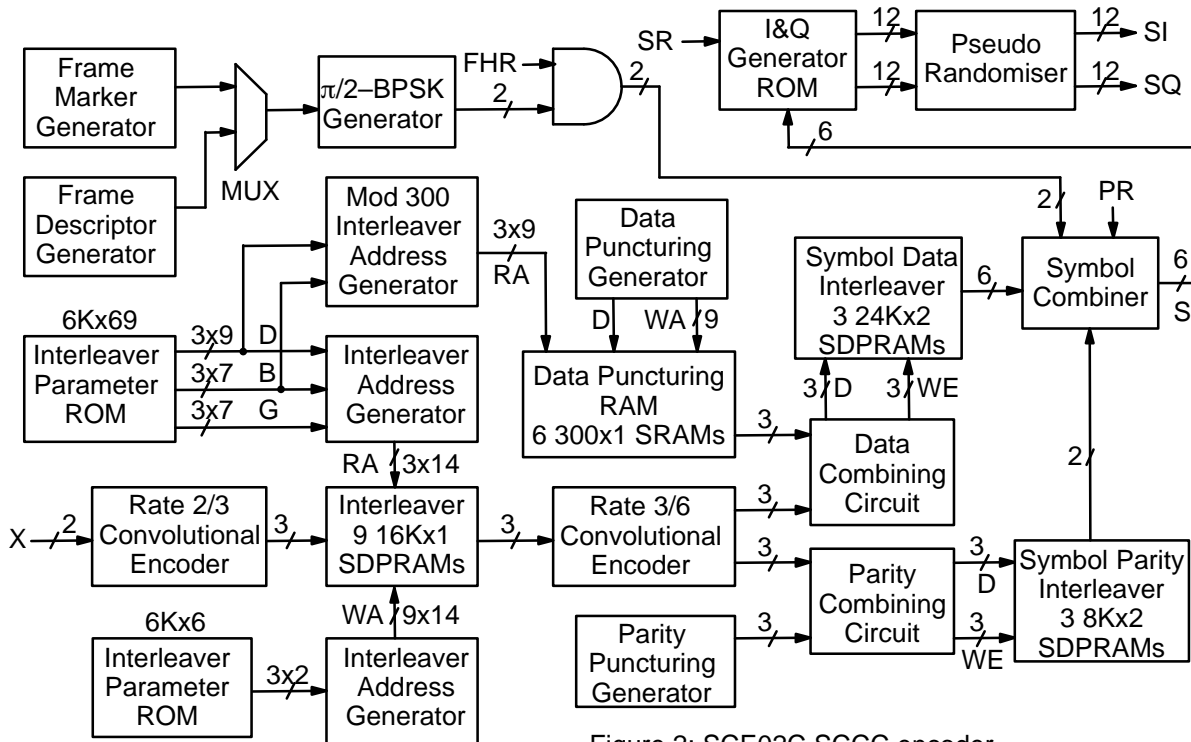 Frame
Marker
Generator
MUX
π/2–BPSK
Generator
2
FHR
2
SR
I&Q
Generator
ROM
12
12
Pseudo
Randomiser
12
SI
12
SQ
6
Frame
Descriptor
Generator
Mod 300
Interleaver
Address
Generator
3x9
RA
Data
Puncturing
Generator
D
WA
9
2
PR
Symbol Data
Interleaver
3 24Kx2
SDPRAMs
6
Symbol
Combiner
6
S
6Kx69
Interleaver
Parameter
ROM
3x9
D
3x7
B
3x7
G
Interleaver
Address
Generator
RA
3x14
Data Puncturing
RAM
6 300x1 SRAMs
3
3
D
3
WE
Data
Combining
Circuit
2
X
2
Rate 2/3
Convolutional
Encoder
3
Interleaver
9 16Kx1
SDPRAMs
3
Rate 3/6
Convolutional
Encoder
3
3
Parity
Combining
Circuit
3
D
3
WE
Symbol Parity
Interleaver
3 8Kx2
SDPRAMs
WA
9x14
6Kx6
Interleaver
Parameter
ROM
3x2
Interleaver
Address
Generator
Parity
Puncturing
Generator
3